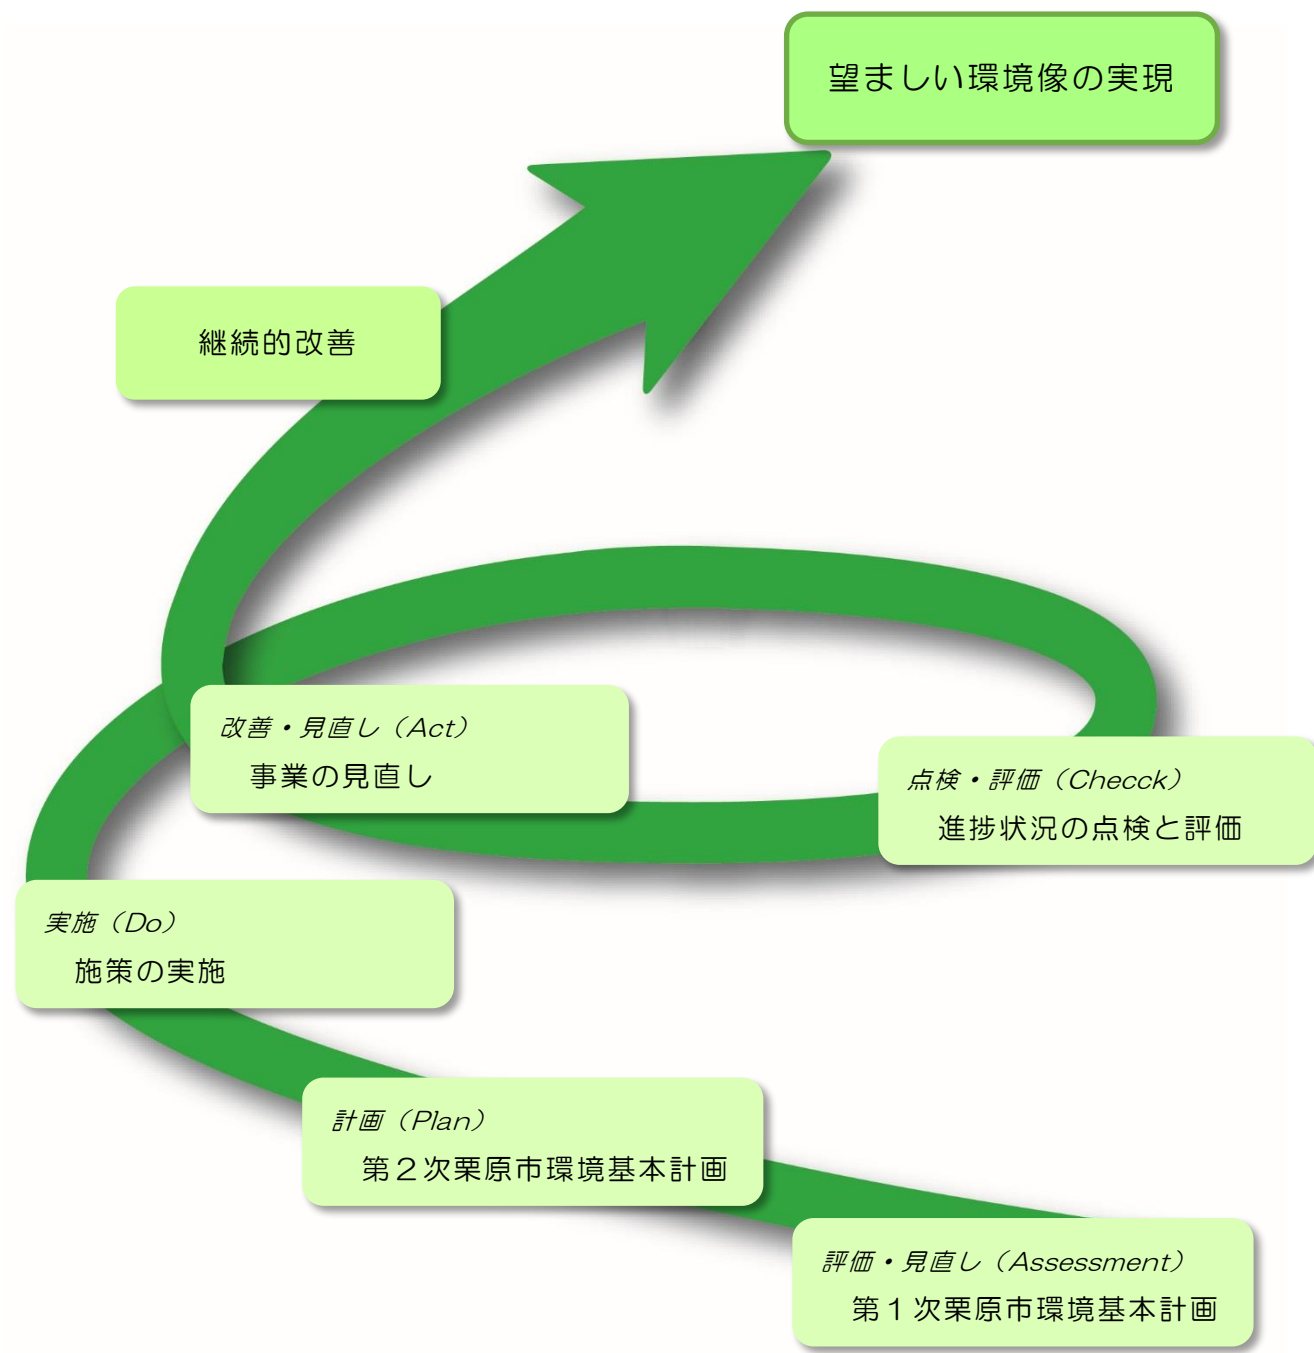 望ましい環境像の実現
継続的改善
改善・見直し（Act）
事業の見直し
点検・評価（Checck）
進捗状況の点検と評価
実施（Do）
施策の実施
計画（Plan）
第２次栗原市環境基本計画
評価・見直し（Assessment）
第１次栗原市環境基本計画